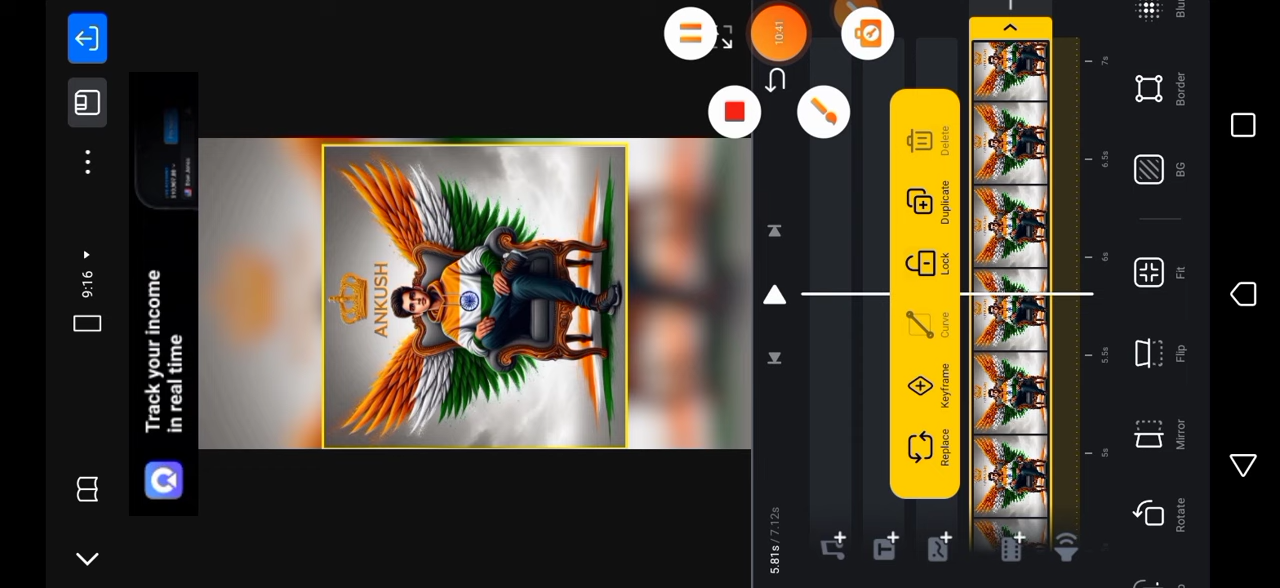 9:16
Track your income
in real time
ANKUSH
10:41
5.81s / 7.12s
Replace
Keyframe
Curve
Lock
Duplicate
Delete
5s
5.5s
6s
6.5s
7s
Rotate
Mirror
Flip
Fit
BG
Border